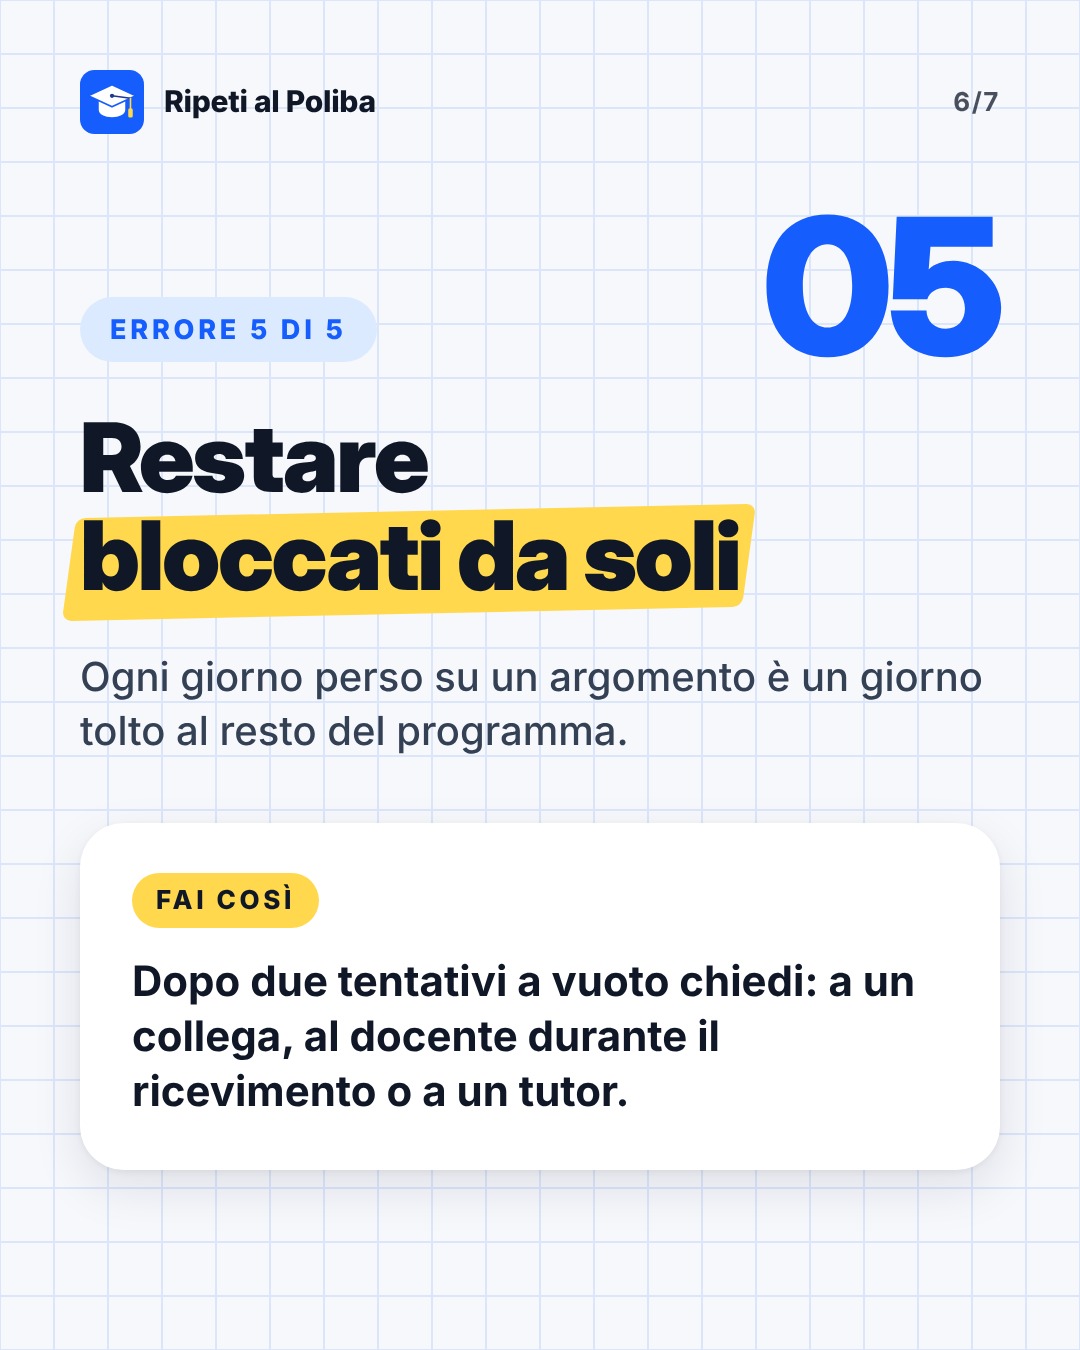 Ripeti al Poliba
6/7
05
ERRORE 5 DI 5
Restare
bloccati da soli
Ogni giorno perso su un argomento è un giorno
tolto al resto del programma.
FAI COSÌ
Dopo due tentativi a vuoto chiedi: a un
collega, al docente durante il
ricevimento o a un tutor.